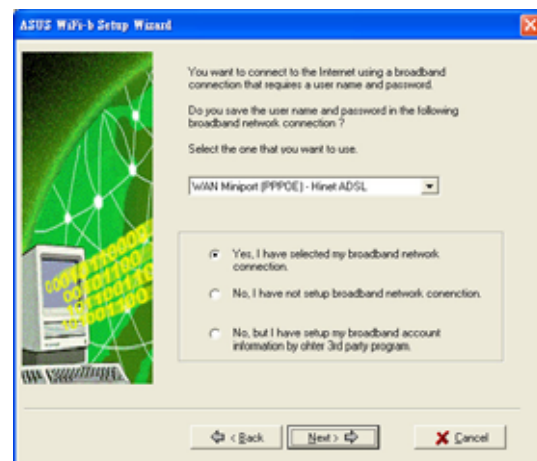 ASUS WiFi-b Setup Wizard
You want to connect to the Internet using a broadband
connection that requires a user name and password.
Do you save the user name and password in the following
broadband network connection ?
Select the one that you want to use.
WAN Miniport (PPPOE) - Hinet ADSL
Yes, I have selected my broadband network
connection.
No, I have not setup broadband network conenction.
No, but I have setup my broadband account
information by ohter 3rd party program.
< Back
Next >
Cancel